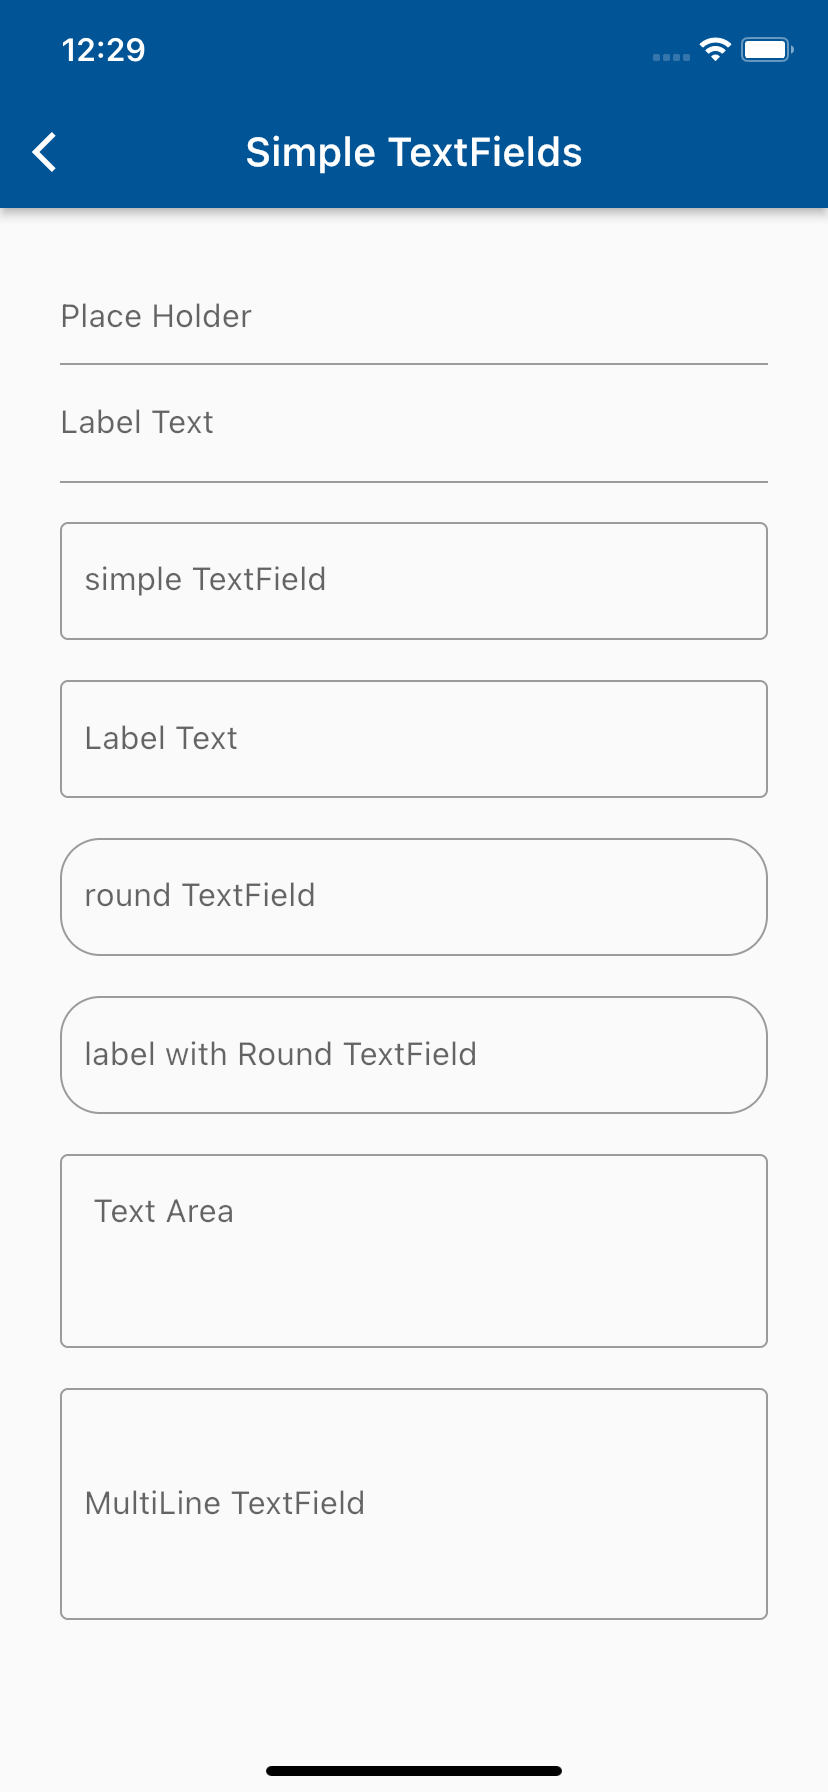 12:29
Simple TextFields
Place Holder
Label Text
simple TextField
Label Text
round TextField
label with Round TextField
Text Area
MultiLine TextField